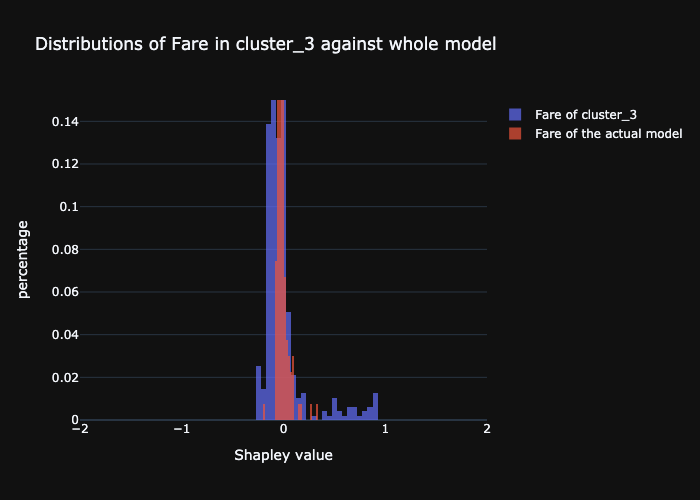 Distributions of Fare in cluster_3 against whole model
Fare of cluster_3
Fare of the actual model
0.14
0.12
0.1
0.08
0.06
0.04
0.02
0
percentage
−2
−1
0
1
2
Shapley value